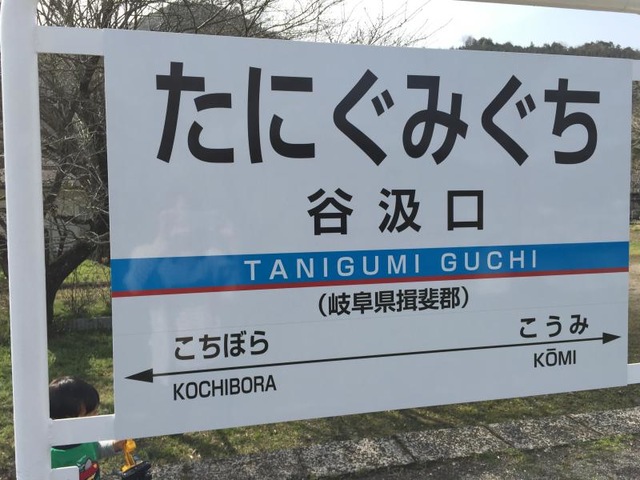 たにぐみぐち
谷汲口
TANIGUMI GUCHI
（岐阜県揖斐郡）
こちぼら こうみ
KOCHIBORA KŌMI